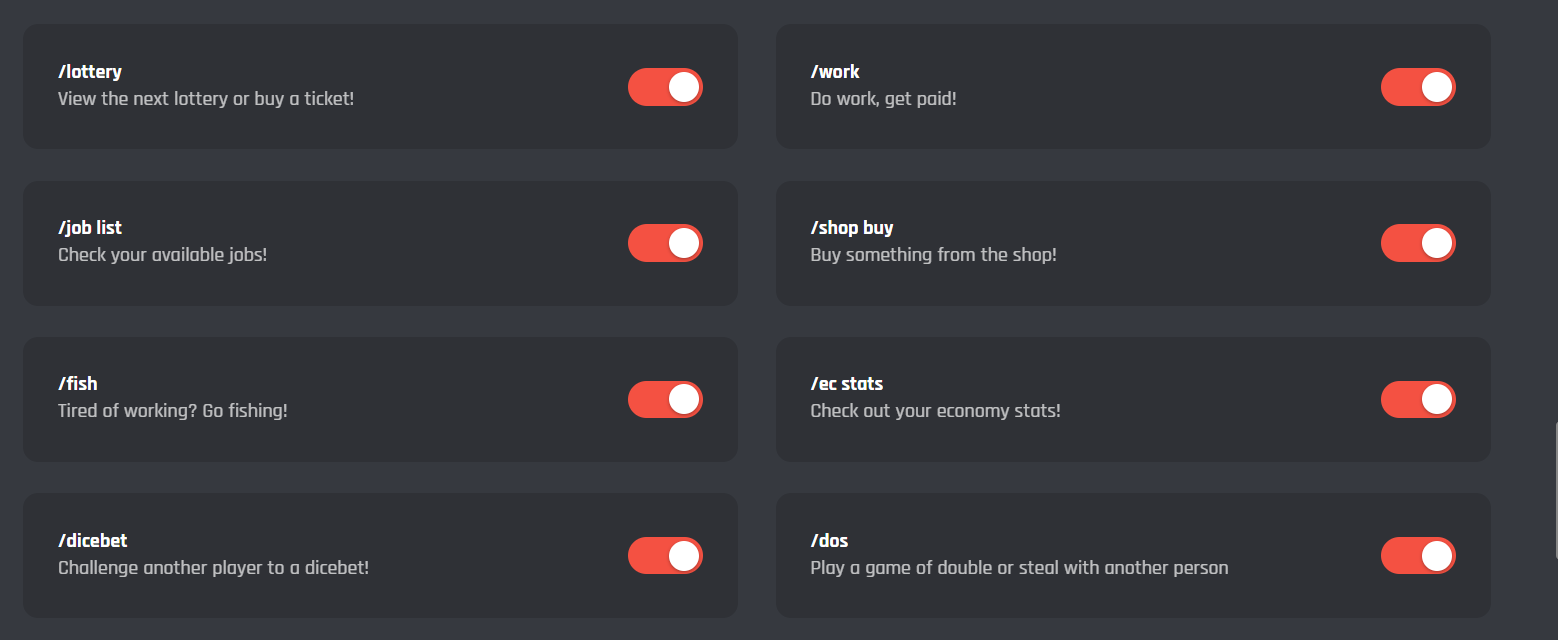 /lottery
View the next lottery or buy a ticket!
/work
Do work, get paid!
/job list
Check your available jobs!
/shop buy
Buy something from the shop!
/fish
Tired of working? Go fishing!
/ec stats
Check out your economy stats!
/dicebet
Challenge another player to a dicebet!
/dos
Play a game of double or steal with another person